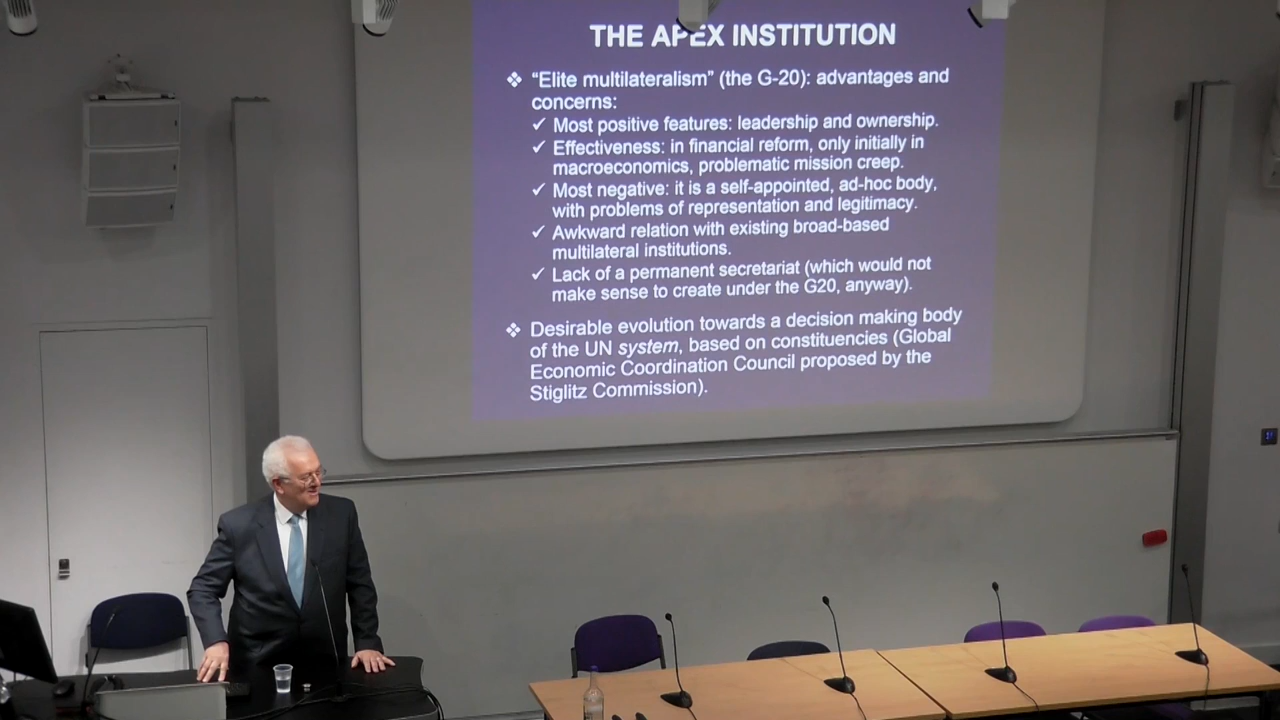 THE APEX INSTITUTION
❖ “Elite multilateralism” (the G-20): advantages and
concerns:
✓ Most positive features: leadership and ownership.
✓ Effectiveness: in financial reform, only initially in
macroeconomics, problematic mission creep.
✓ Most negative: it is a self-appointed, ad-hoc body,
with problems of representation and legitimacy.
✓ Awkward relation with existing broad-based
multilateral institutions.
✓ Lack of a permanent secretariat (which would not
make sense to create under the G20, anyway).
❖ Desirable evolution towards a decision making body
of the UN system, based on constituencies (Global
Economic Coordination Council proposed by the
Stiglitz Commission).